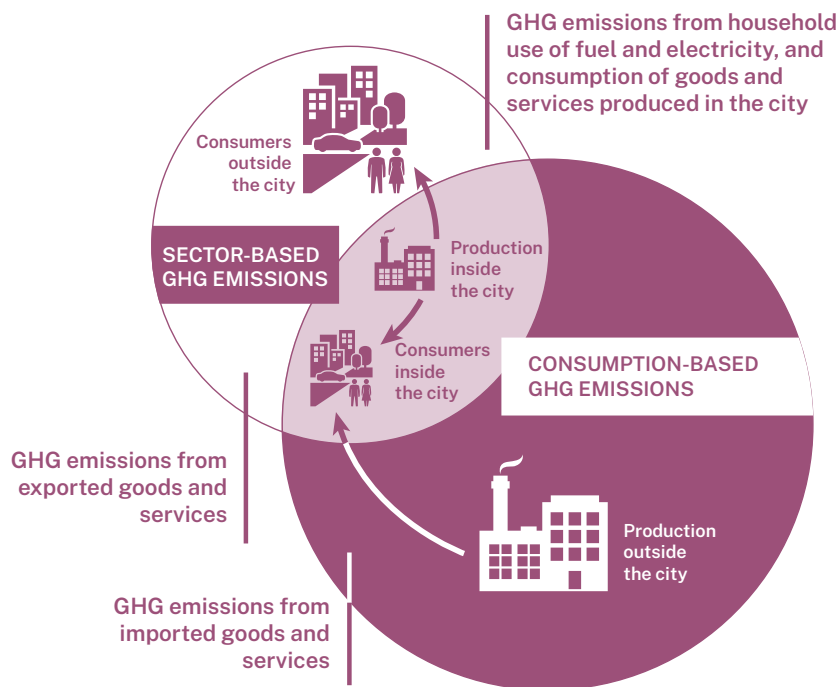 GHG emissions from household
use of fuel and electricity, and
consumption of goods and
services produced in the city
Consumers
outside
the city
SECTOR-BASED
GHG EMISSIONS
Production
inside
the city
Consumers
inside
the city
CONSUMPTION-BASED
GHG EMISSIONS
GHG emissions from
exported goods and
services
Production
outside
the city
GHG emissions from
imported goods and
services